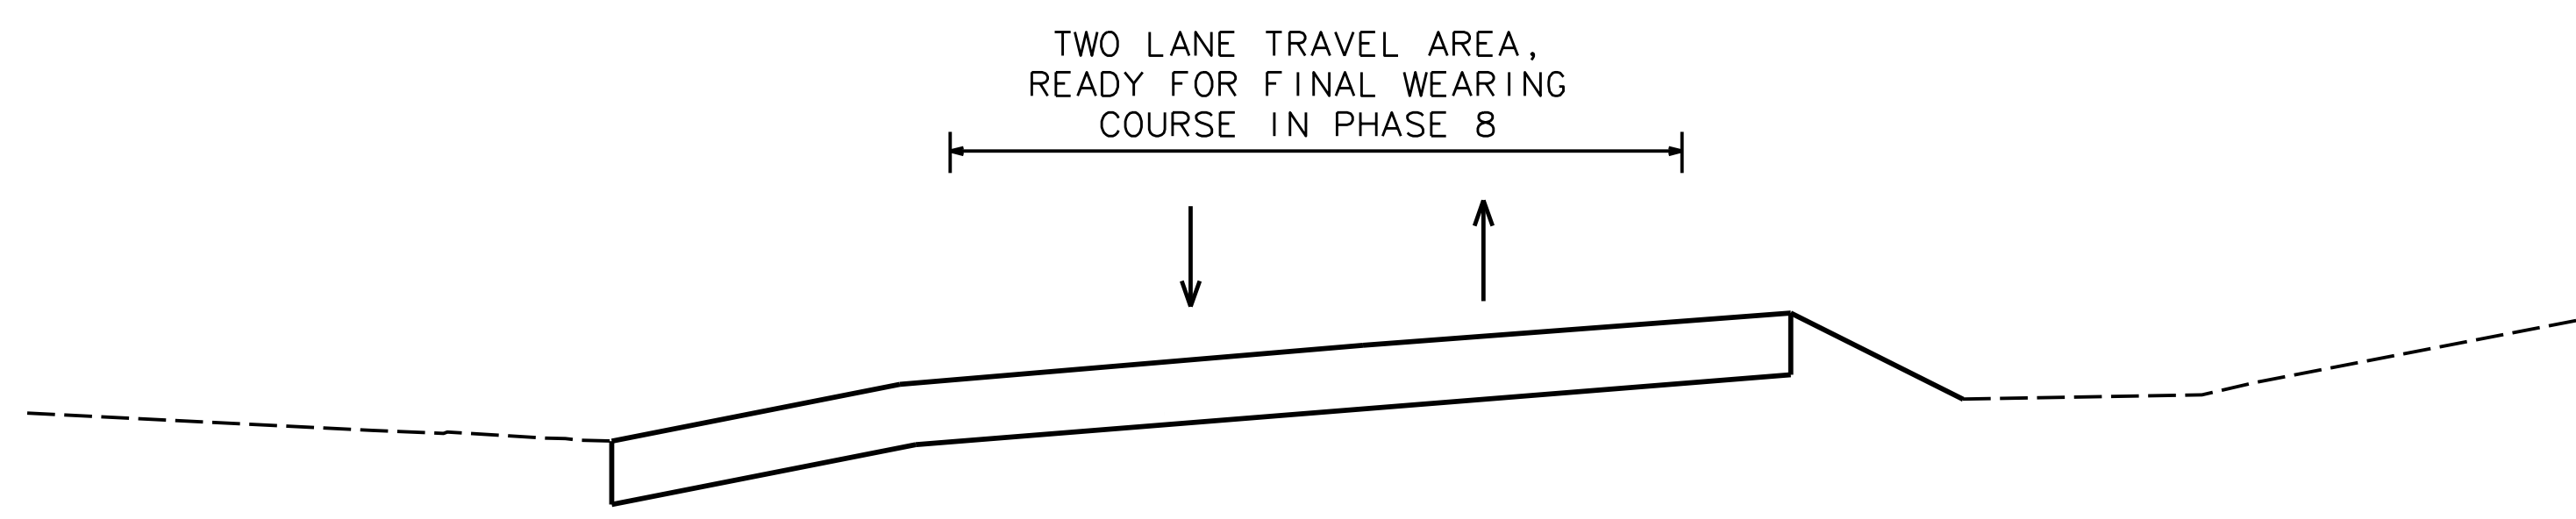 TWO LANE TRAVEL AREA,
READY FOR FINAL WEARING
COURSE IN PHASE 8